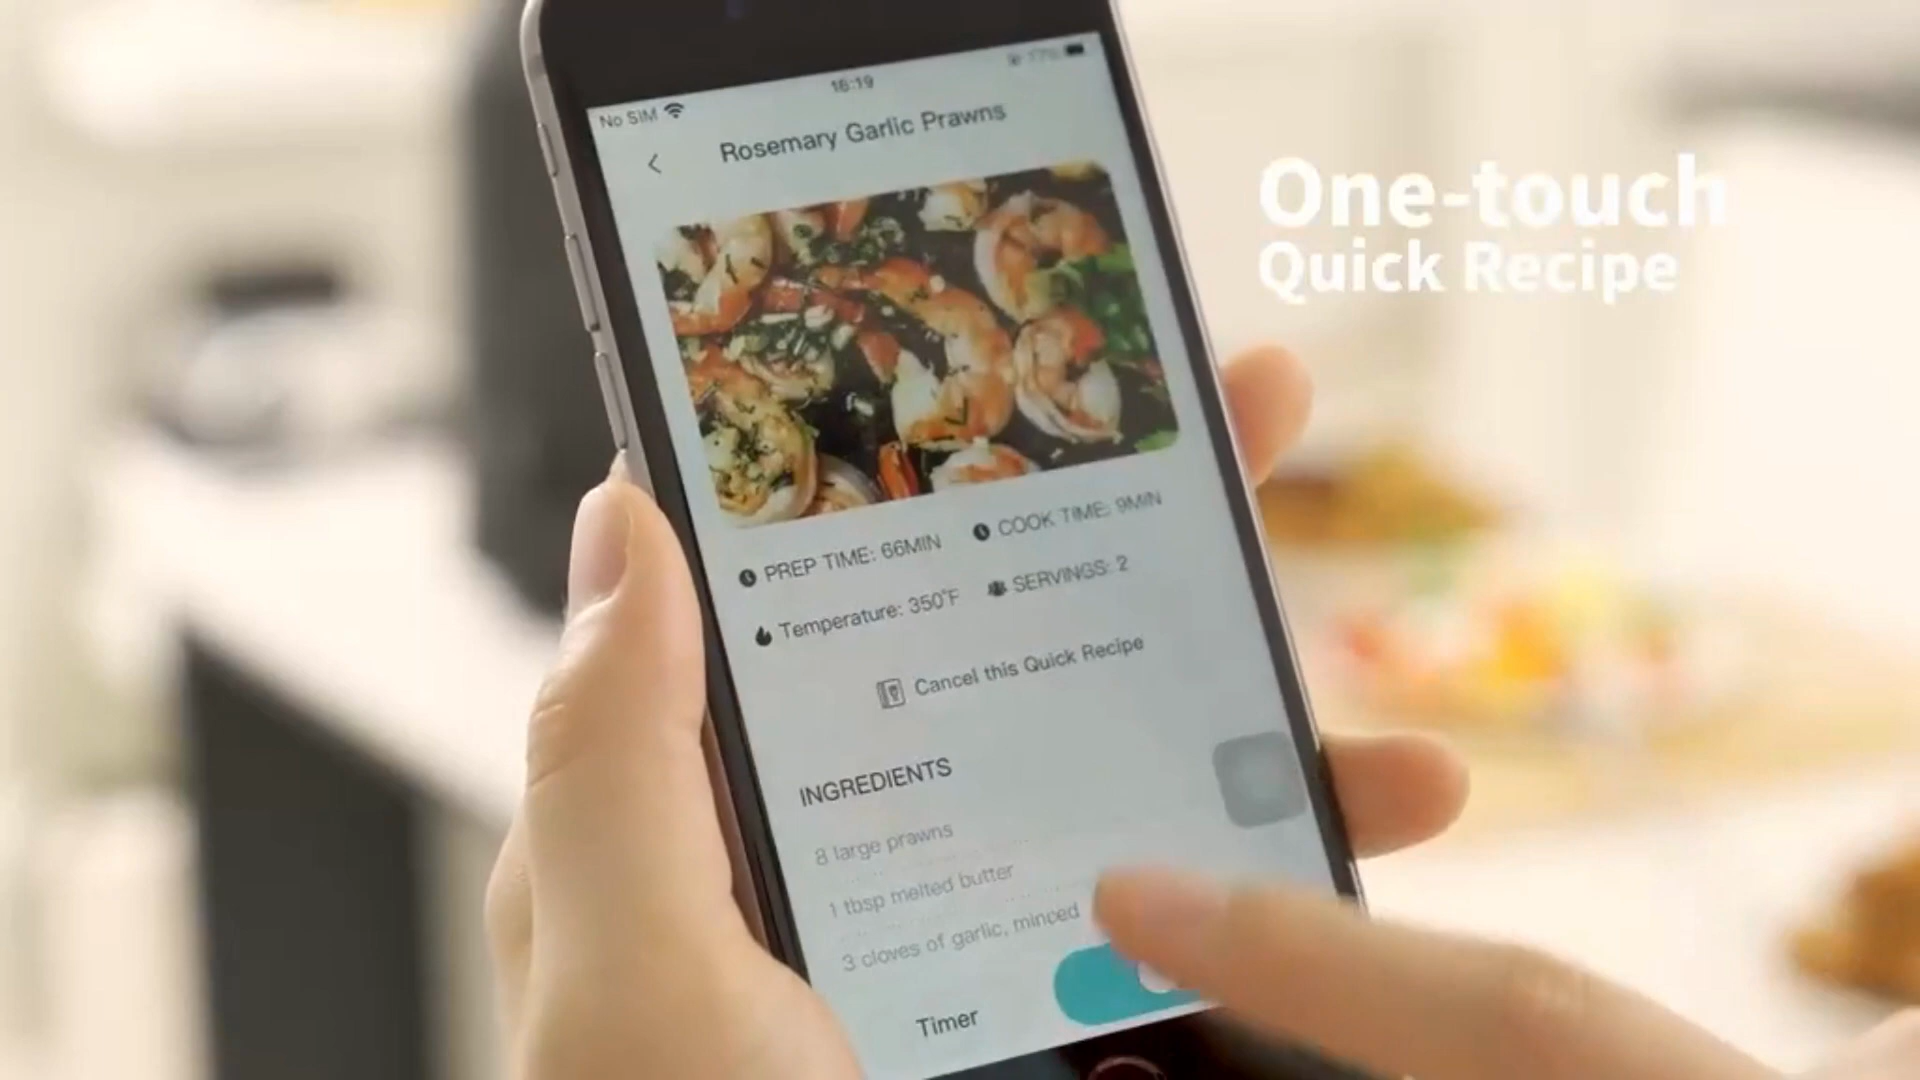 No SIM
16:19
77%
Rosemary Garlic Prawns
PREP TIME: 66MIN
COOK TIME: 9MIN
Temperature: 350°F
SERVINGS: 2
Cancel this Quick Recipe
INGREDIENTS
8 large prawns
1 tbsp melted butter
3 cloves of garlic, minced
Timer
One-touch
Quick Recipe